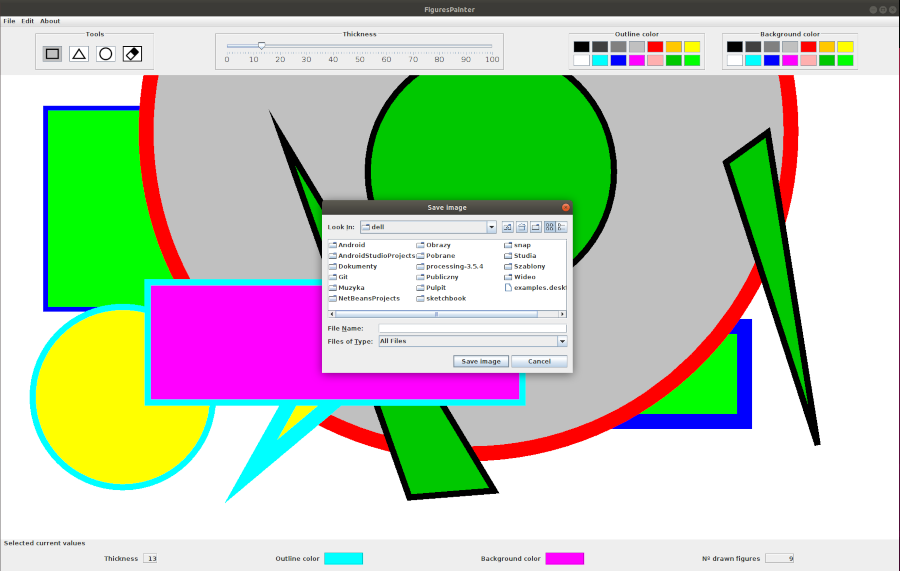 FiguresPainter
File Edit About
Tools
Thickness
0 10 20 30 40 50 60 70 80 90 100
Outline color
Background color
Save image
Look In: dell
Android Obrazy snap
AndroidStudioProjects Pobrane Studia
Dokumenty processing-3.5.4 Szablony
Git Publiczny Wideo
Muzyka Pulpit examples.deskt
NetBeansProjects sketchbook
File Name:
Files of Type: All Files
Save image Cancel
Selected current values
Thickness 13 Outline color Background color Nº drawn figures 9